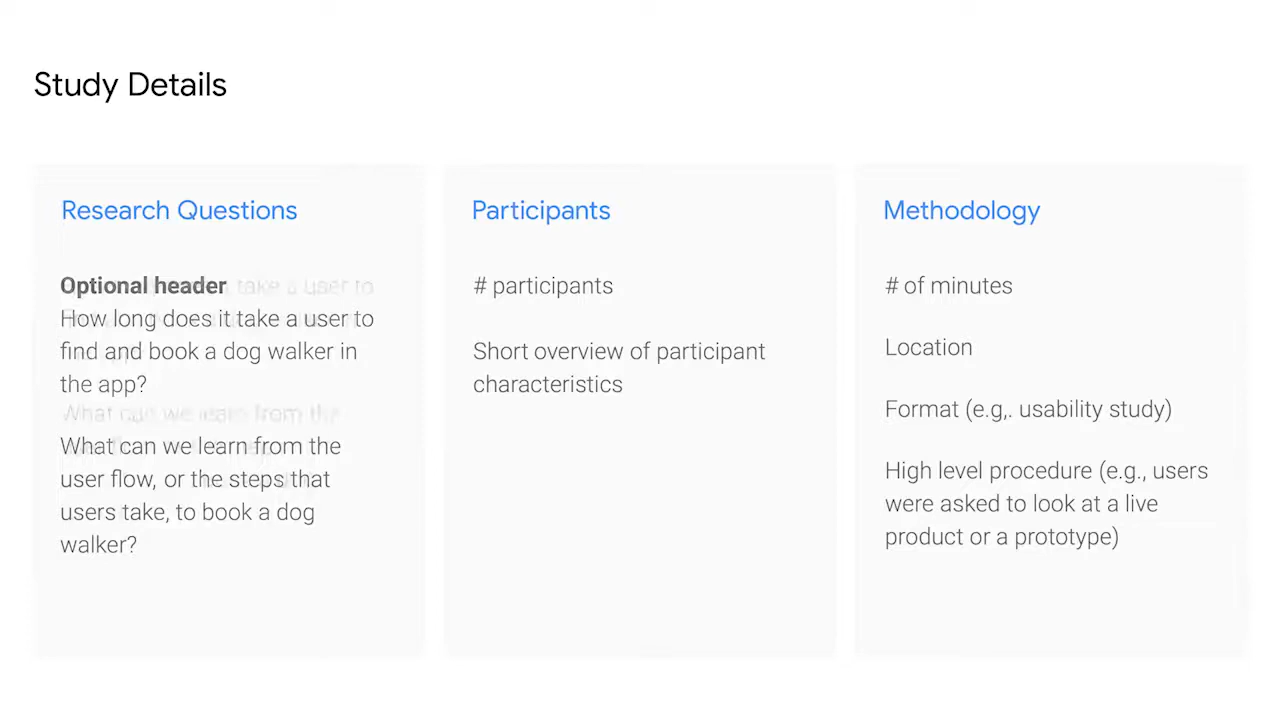 Study Details
Research Questions
Optional header
How long does it take a user to
find and book a dog walker in
the app?
What can we learn from the
user flow, or the steps that
users take, to book a dog
walker?
Participants
# participants
Short overview of participant
characteristics
Methodology
# of minutes
Location
Format (e.g,. usability study)
High level procedure (e.g., users
were asked to look at a live
product or a prototype)